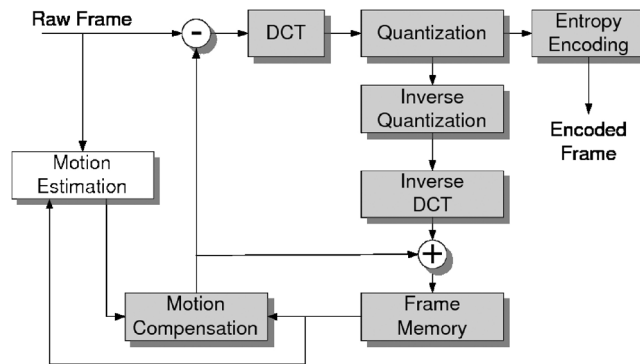 Raw Frame
-
DCT
Quantization
Entropy
Encoding
Inverse
Quantization
Encoded
Frame
Motion
Estimation
Inverse
DCT
+
Motion
Compensation
Frame
Memory